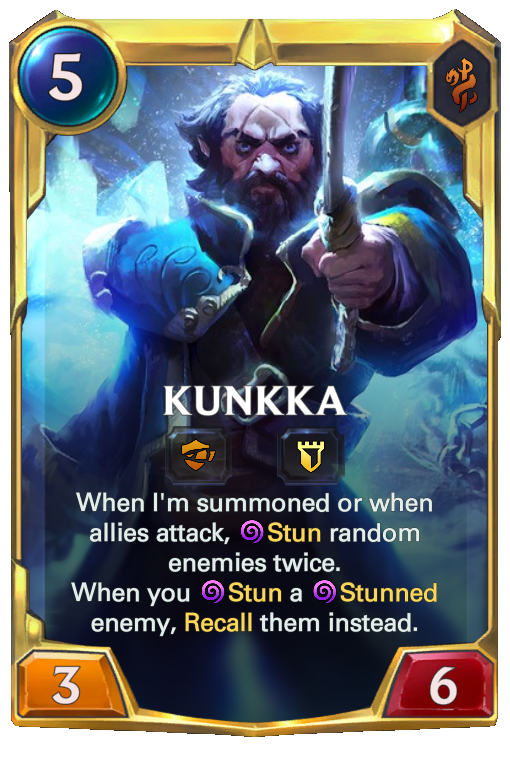 5
KUNKKA
When I'm summoned or when
allies attack, Stun random
enemies twice.
When you Stun a Stunned
enemy, Recall them instead.
3
6